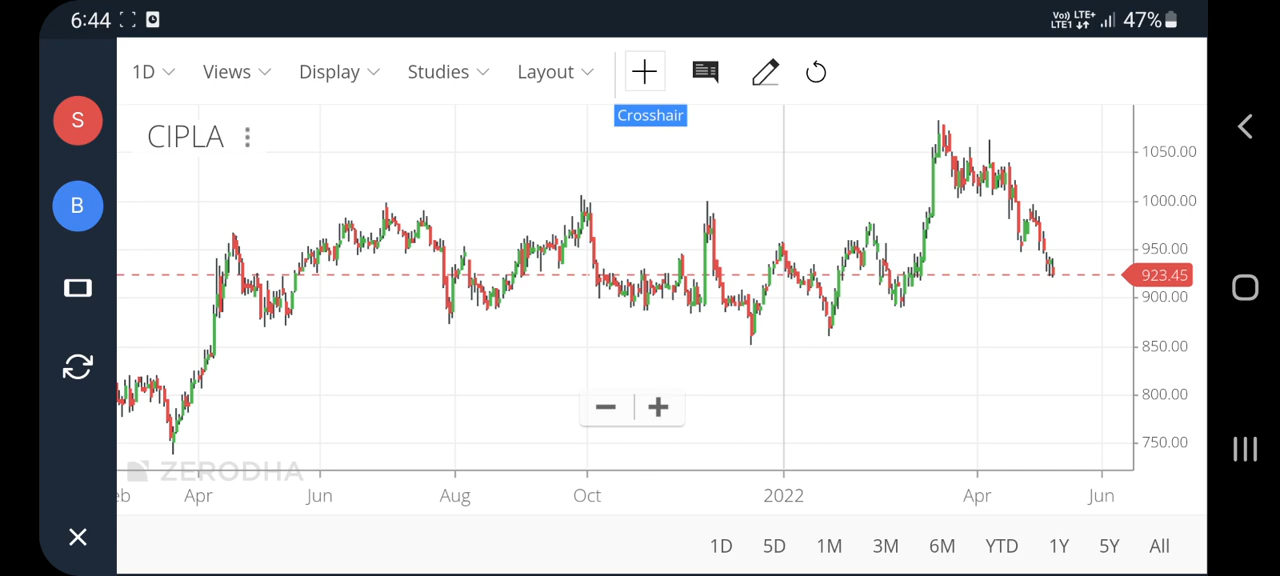 6:44
Vo) LTE+
LTE1
47%
1D Views Display Studies Layout
Crosshair
S
CIPLA
B
1050.00
1000.00
950.00
923.45
900.00
850.00
800.00
750.00
ZERODHA
eb Apr Jun Aug Oct 2022 Apr Jun
1D 5D 1M 3M 6M YTD 1Y 5Y All